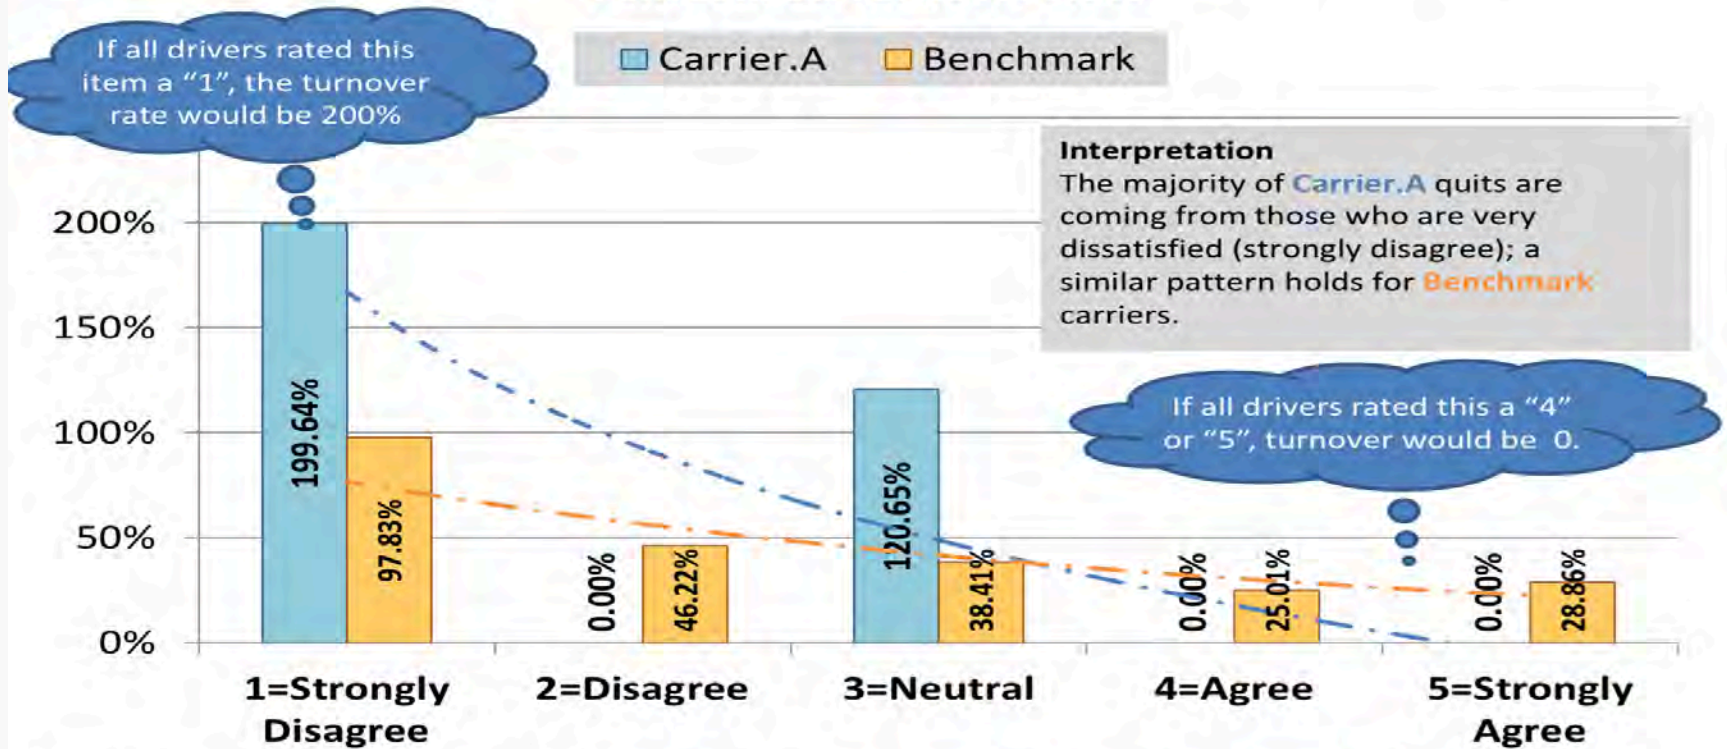 If all drivers rated this
item a “1”, the turnover
rate would be 200%
Carrier.A
Benchmark
Interpretation
The majority of Carrier.A quits are
coming from those who are very
dissatisfied (strongly disagree); a
similar pattern holds for Benchmark
carriers.
If all drivers rated this a “4”
or “5”, turnover would be 0.
200%
150%
100%
50%
0%
199.64%
97.83%
0.00%
46.22%
120.65%
38.41%
0.00%
25.01%
0.00%
28.86%
1=Strongly
Disagree
2=Disagree
3=Neutral
4=Agree
5=Strongly
Agree